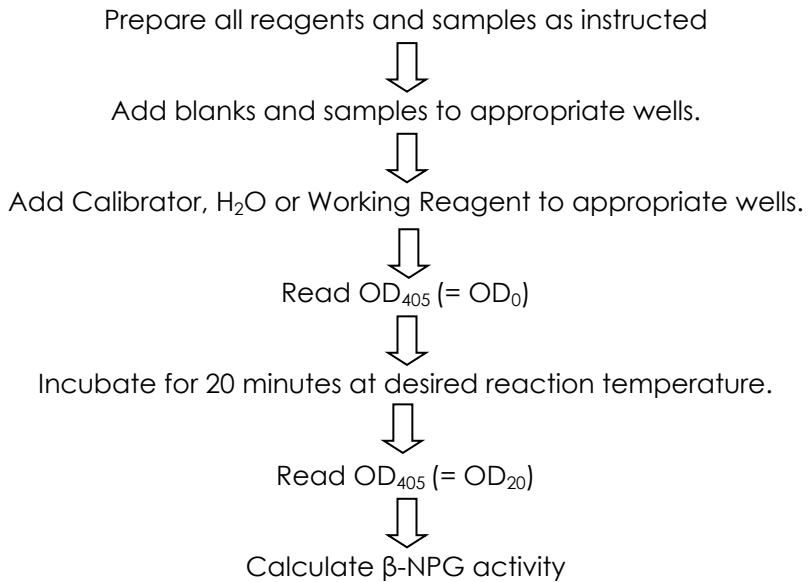 Prepare all reagents and samples as instructed
Add blanks and samples to appropriate wells.
Add Calibrator, H₂O or Working Reagent to appropriate wells.
Read OD₄₀₅ (= OD₀)
Incubate for 20 minutes at desired reaction temperature.
Read OD₄₀₅ (= OD₂₀)
Calculate β-NPG activity